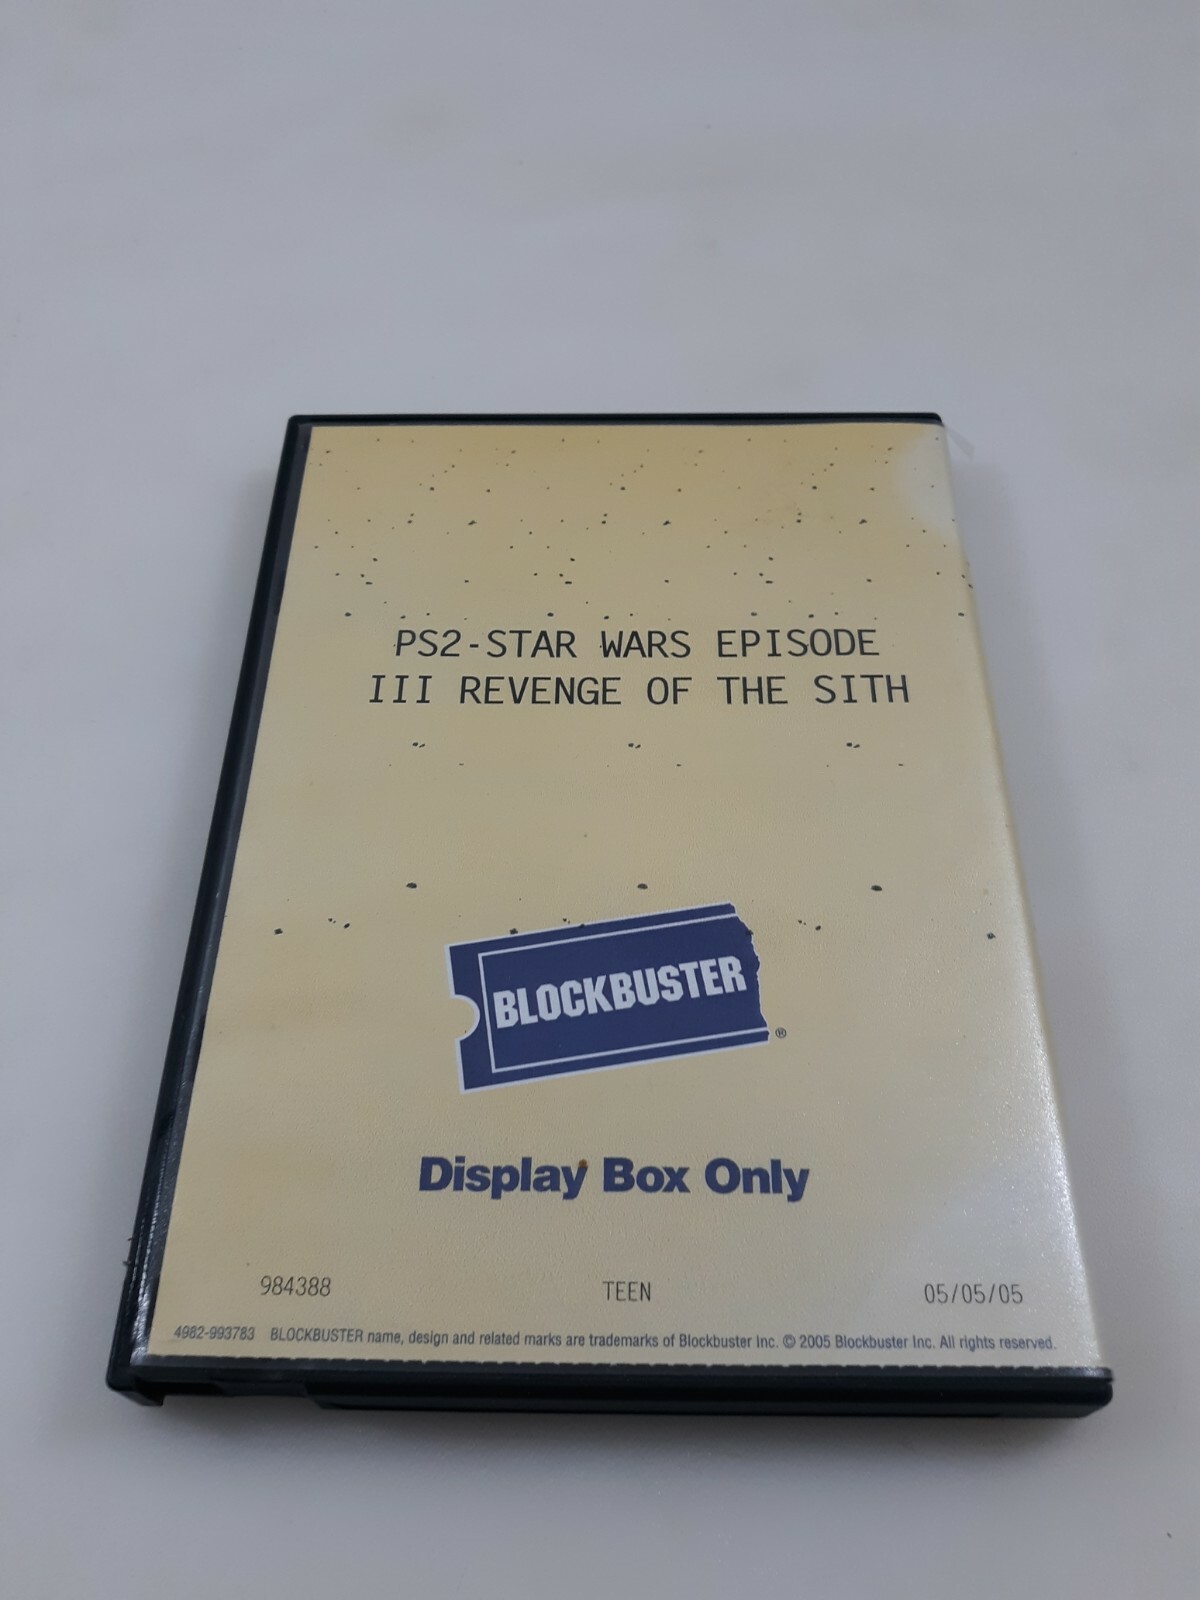 PS2-STAR WARS EPISODE
III REVENGE OF THE SITH
BLOCKBUSTER®
Display Box Only
984388 TEEN 05/05/05
4982-993783 BLOCKBUSTER name, design and related marks are trademarks of Blockbuster Inc. © 2005 Blockbuster Inc. All rights reserved.